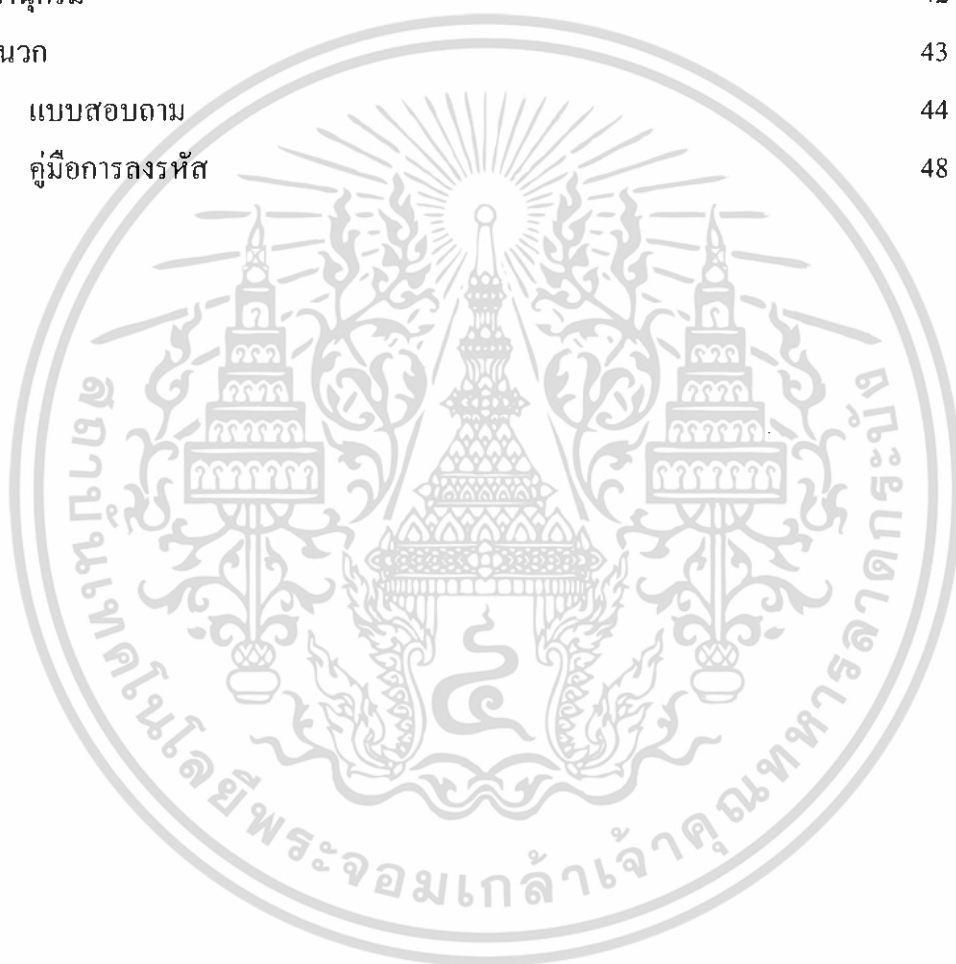 นวก 43
แบบสอบถาม 44
คู่มือการลงรหัส 48
สถาบันเทคโนโลยีพระจอมเกล้าเจ้าคุณทหารลาดกระบัง